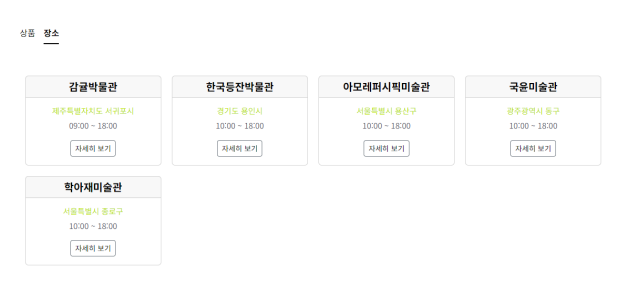 상품 장소
감귤박물관
제주특별자치도 서귀포시
09:00 ~ 18:00
자세히 보기
한국등잔박물관
경기도 용인시
10:00 ~ 18:00
자세히 보기
아모레퍼시픽미술관
서울특별시 용산구
10:00 ~ 18:00
자세히 보기
국윤미술관
광주광역시 동구
10:00 ~ 18:00
자세히 보기
학아재미술관
서울특별시 종로구
10:00 ~ 18:00
자세히 보기